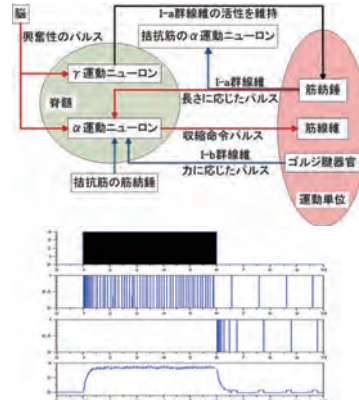 脳
興奮性のパルス
I-a群線維の活性を維持
拮抗筋のα運動ニューロン
γ運動ニューロン
I-a群線維
長さに応じたパルス
筋紡錘
脊髄
α運動ニューロン
収縮命令パルス
筋線維
I-b群線維
力に応じたパルス
ゴルジ腱器官
拮抗筋の筋紡錘
運動単位